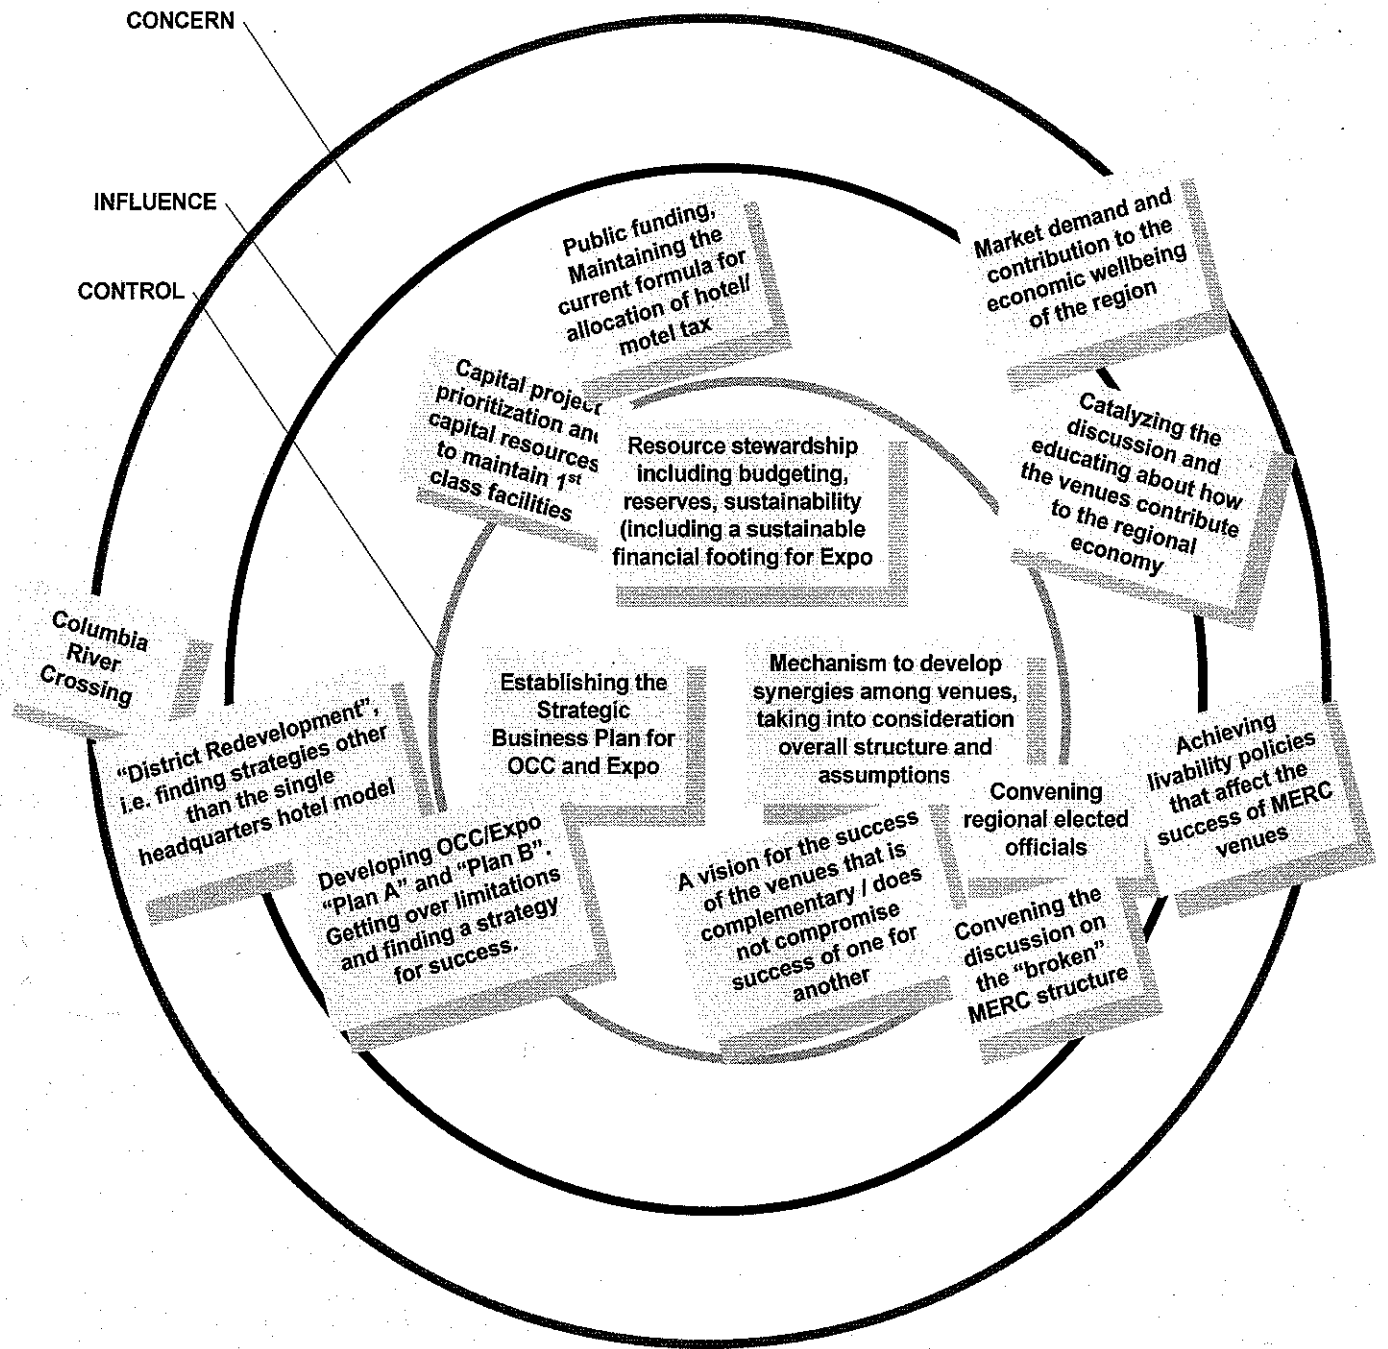 CONCERN
INFLUENCE
CONTROL
Public funding,
Maintaining the
current formula for
allocation of hotel/
motel tax
Market demand and
contribution to the
economic wellbeing
of the region
Capital project
prioritization and
capital resources
to maintain 1st
class facilities
Resource stewardship
including budgeting,
reserves, sustainability
(including a sustainable
financial footing for Expo
Catalyzing the
discussion and
educating about how
the venues contribute
to the regional
economy
Columbia
River
Crossing
"District Redevelopment",
i.e. finding strategies other
than the single
headquarters hotel model
Establishing the
Strategic
Business Plan for
OCC and Expo
Mechanism to develop
synergies among venues,
taking into consideration
overall structure and
assumptions
Achieving
livability policies
that affect the
success of MERC
venues
Convening
regional elected
officials
Developing OCC/Expo
"Plan A" and "Plan B".
Getting over limitations
and finding a strategy
for success.
A vision for the success
of the venues that is
complementary / does
not compromise
success of one for
another
Convening the
discussion on
the "broken"
MERC structure